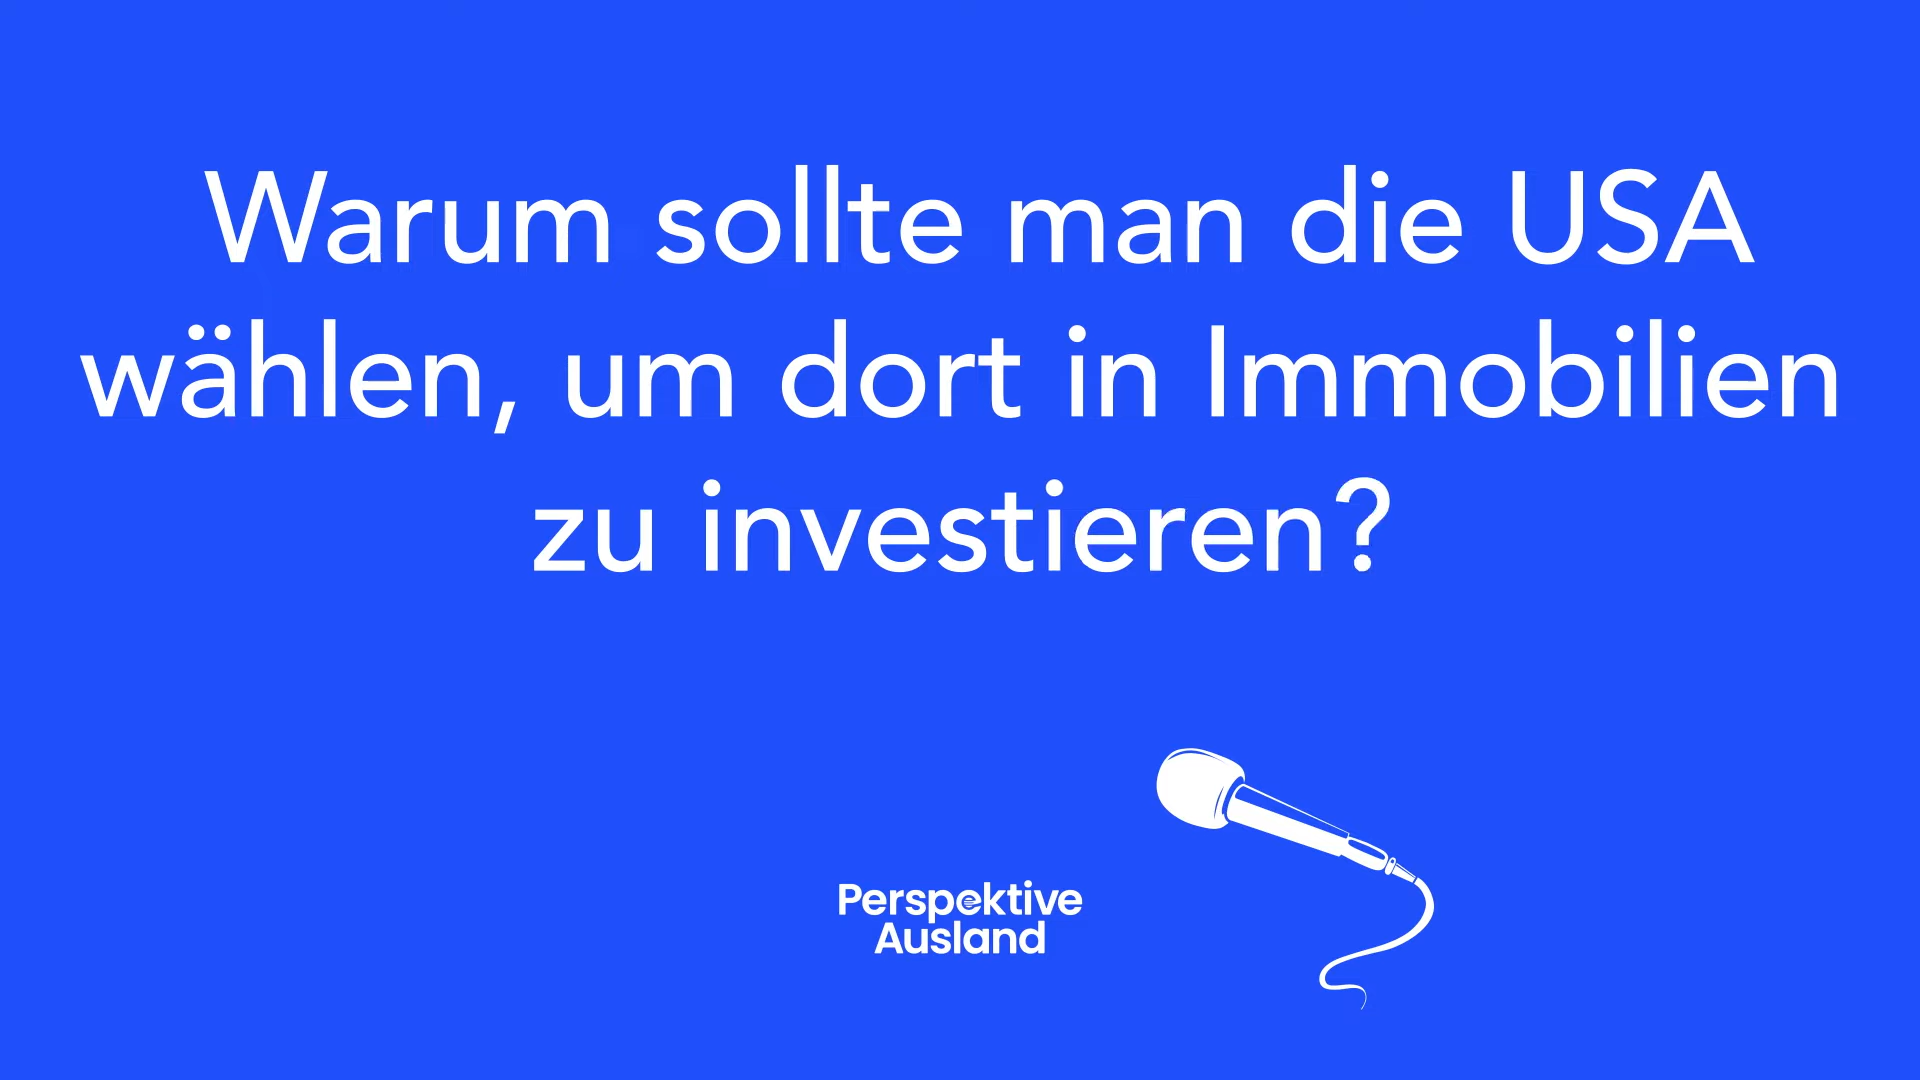 Warum sollte man die USA
wählen, um dort in Immobilien
zu investieren?
Perspektive
Ausland